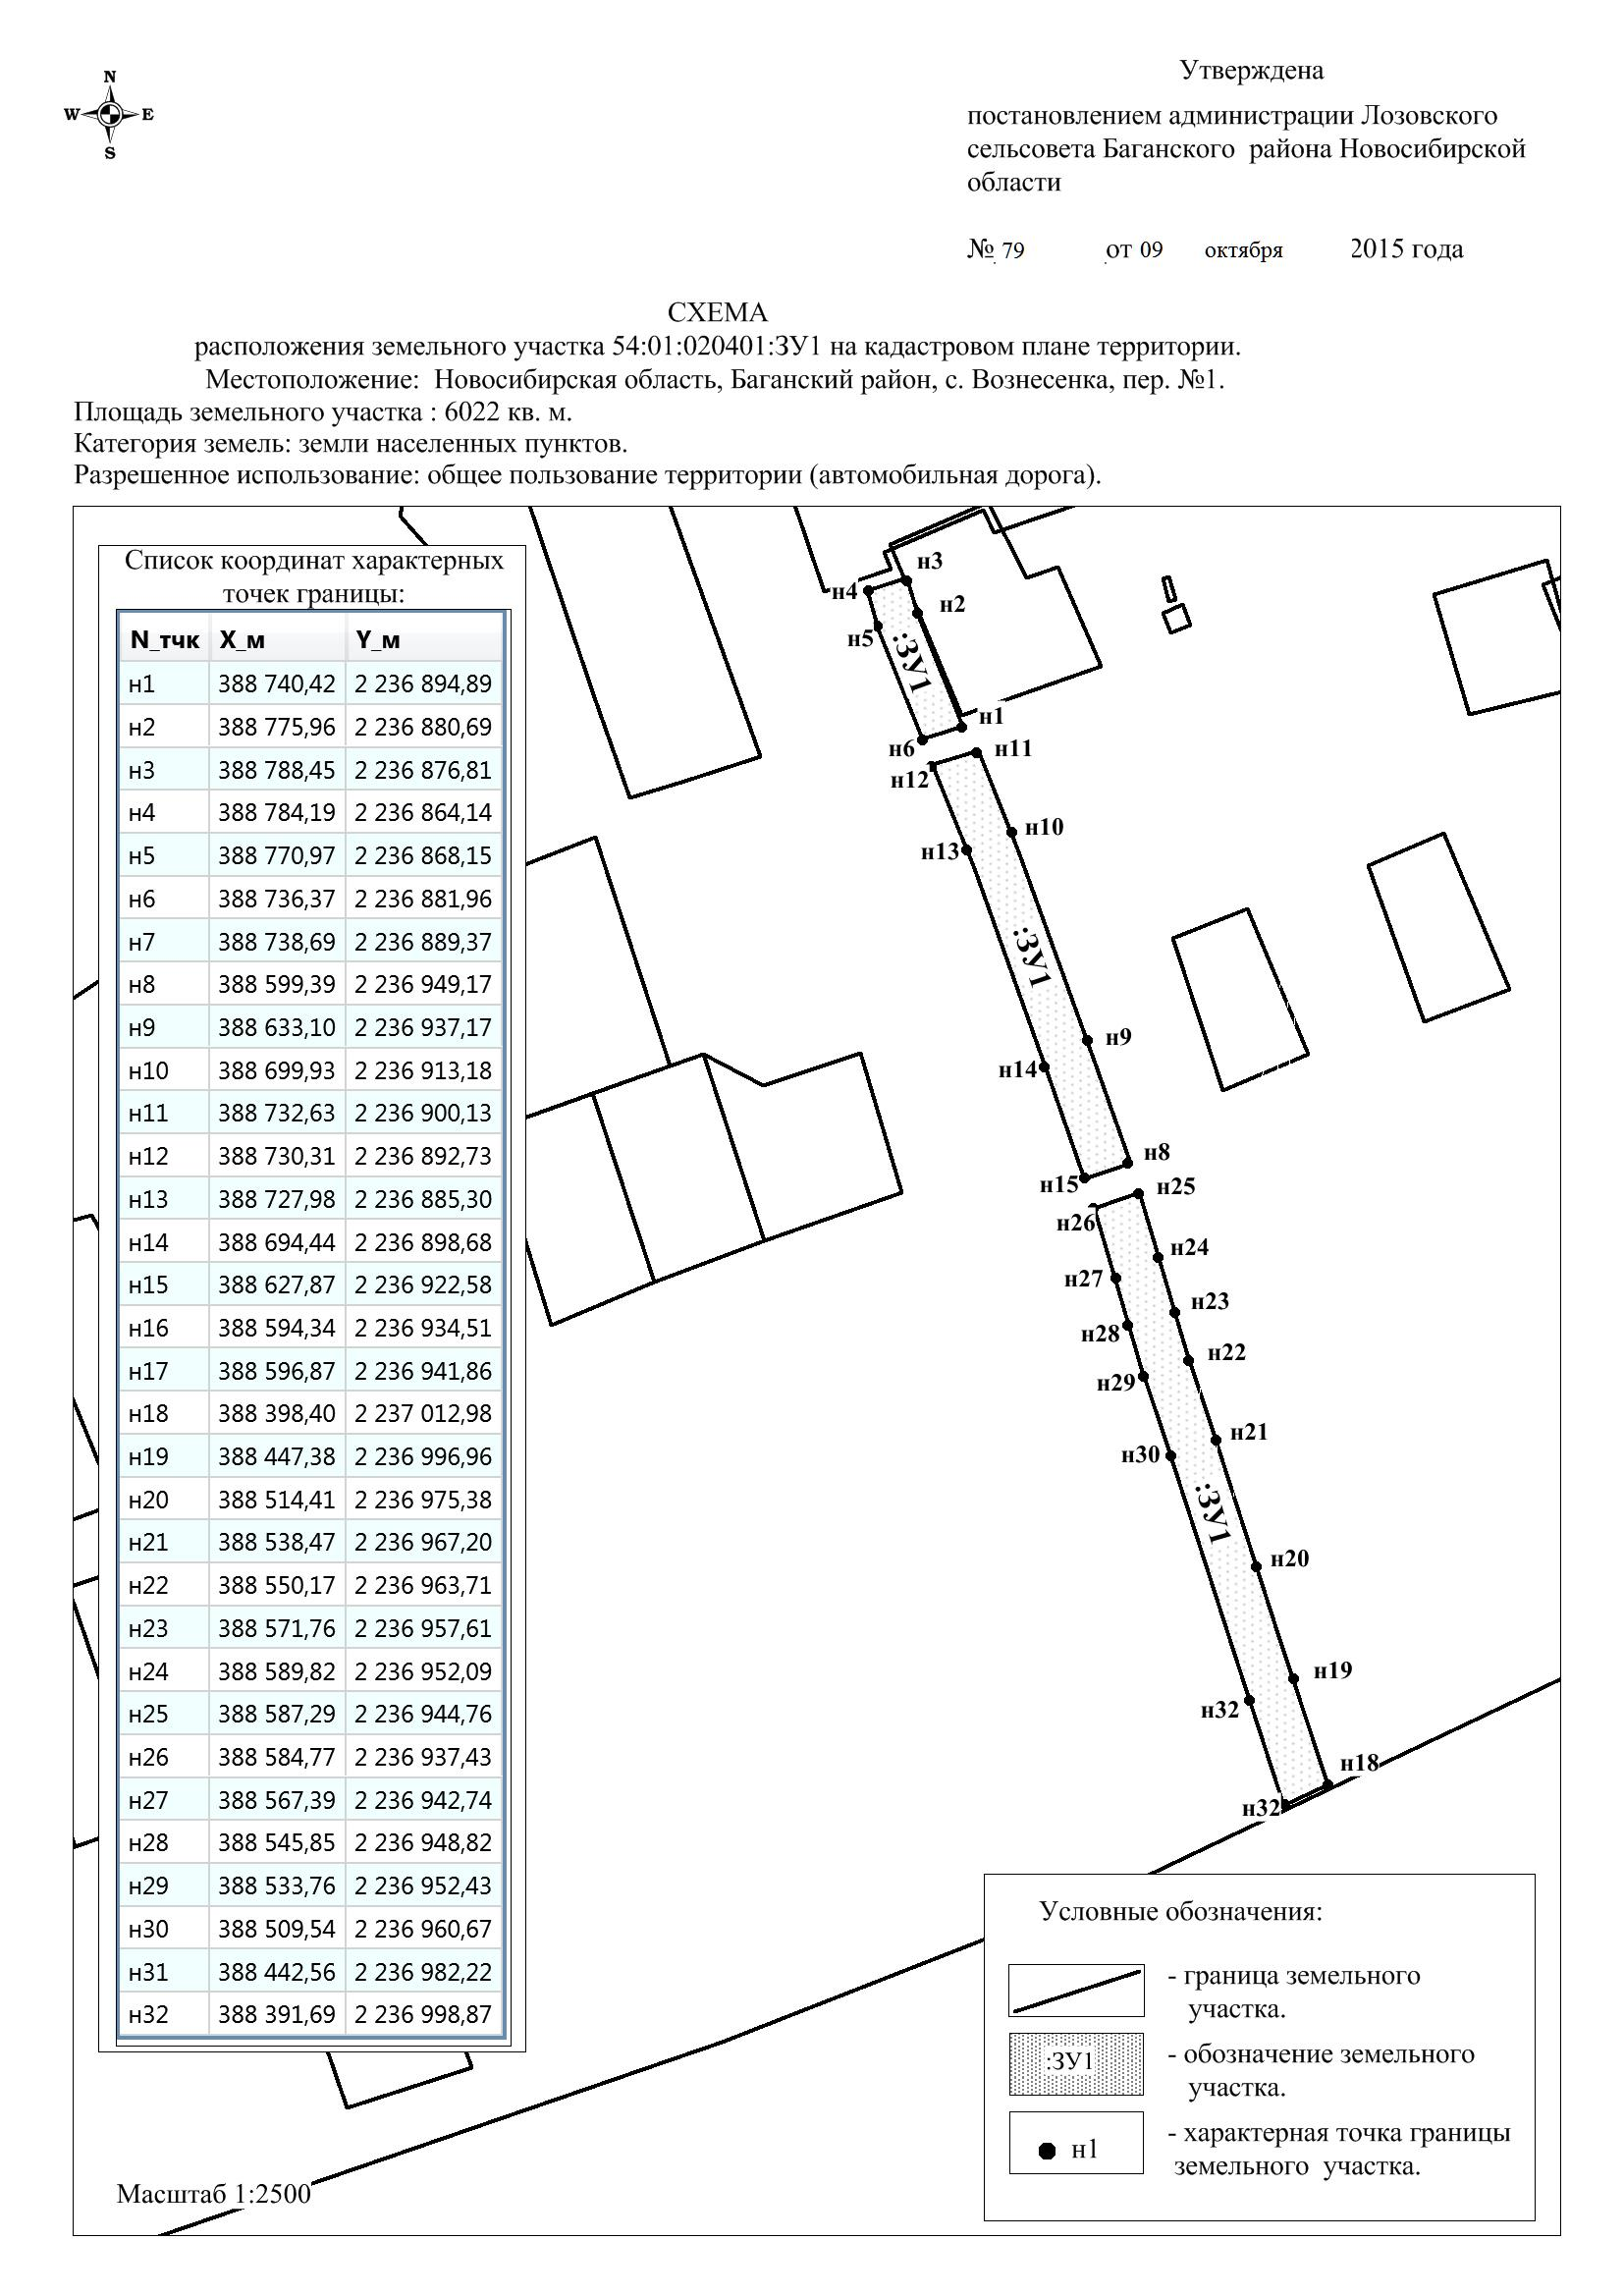 N
W E
S
Утверждена
постановлением администрации Лозовского
сельсовета Баганского района Новосибирской
области
№ 79 от 09 октября 2015 года
СХЕМА
расположения земельного участка 54:01:020401:ЗУ1 на кадастровом плане территории.
Местоположение: Новосибирская область, Баганский район, с. Вознесенка, пер. №1.
Площадь земельного участка : 6022 кв. м.
Категория земель: земли населенных пунктов.
Разрешенное использование: общее пользование территории (автомобильная дорога).
Список координат характерных
точек границы:
N_тчк X_м Y_м
н1 388 740,42 2 236 894,89
н2 388 775,96 2 236 880,69
н3 388 788,45 2 236 876,81
н4 388 784,19 2 236 864,14
н5 388 770,97 2 236 868,15
н6 388 736,37 2 236 881,96
н7 388 738,69 2 236 889,37
н8 388 599,39 2 236 949,17
н9 388 633,10 2 236 937,17
н10 388 699,93 2 236 913,18
н11 388 732,63 2 236 900,13
н12 388 730,31 2 236 892,73
н13 388 727,98 2 236 885,30
н14 388 694,44 2 236 898,68
н15 388 627,87 2 236 922,58
н16 388 594,34 2 236 934,51
н17 388 596,87 2 236 941,86
н18 388 398,40 2 237 012,98
н19 388 447,38 2 236 996,96
н20 388 514,41 2 236 975,38
н21 388 538,47 2 236 967,20
н22 388 550,17 2 236 963,71
н23 388 571,76 2 236 957,61
н24 388 589,82 2 236 952,09
н25 388 587,29 2 236 944,76
н26 388 584,77 2 236 937,43
н27 388 567,39 2 236 942,74
н28 388 545,85 2 236 948,82
н29 388 533,76 2 236 952,43
н30 388 509,54 2 236 960,67
н31 388 442,56 2 236 982,22
н32 388 391,69 2 236 998,87
н3
н4
н2
н5
:ЗУ1
н1
н6
н11
н12
н10
н13
:ЗУ1
н9
н14
н8
н15
н25
н26
н24
н27
н23
н28
н22
н29
н21
н30
:ЗУ1
н20
н19
н32
н18
н32
Условные обозначения:
- граница земельного
участка.
:ЗУ1
- обозначение земельного
участка.
н1
- характерная точка границы
земельного участка.
Масштаб 1:2500